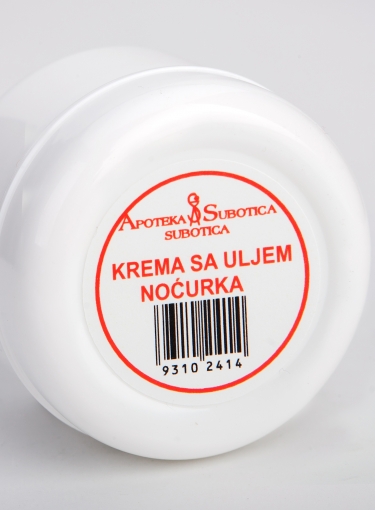 APOTEKA SUBOTICA
SUBOTICA
KREMA SA ULJEM
NOĆURKA
9310 2414